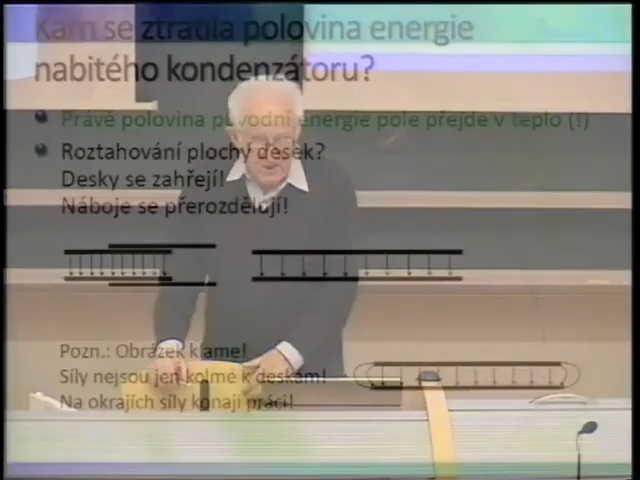 Kam se ztratila polovina energie
nabitého kondenzátoru?
Právě polovina původní energie pole přejde v teplo (!)
Roztahování plochy desek?
Desky se zahřejí!
Náboje se přerozdělují!
Pozn.: Obrázek klame!
Síly nejsou jen kolmé k deskám!
Na okrajích síly konají práci!